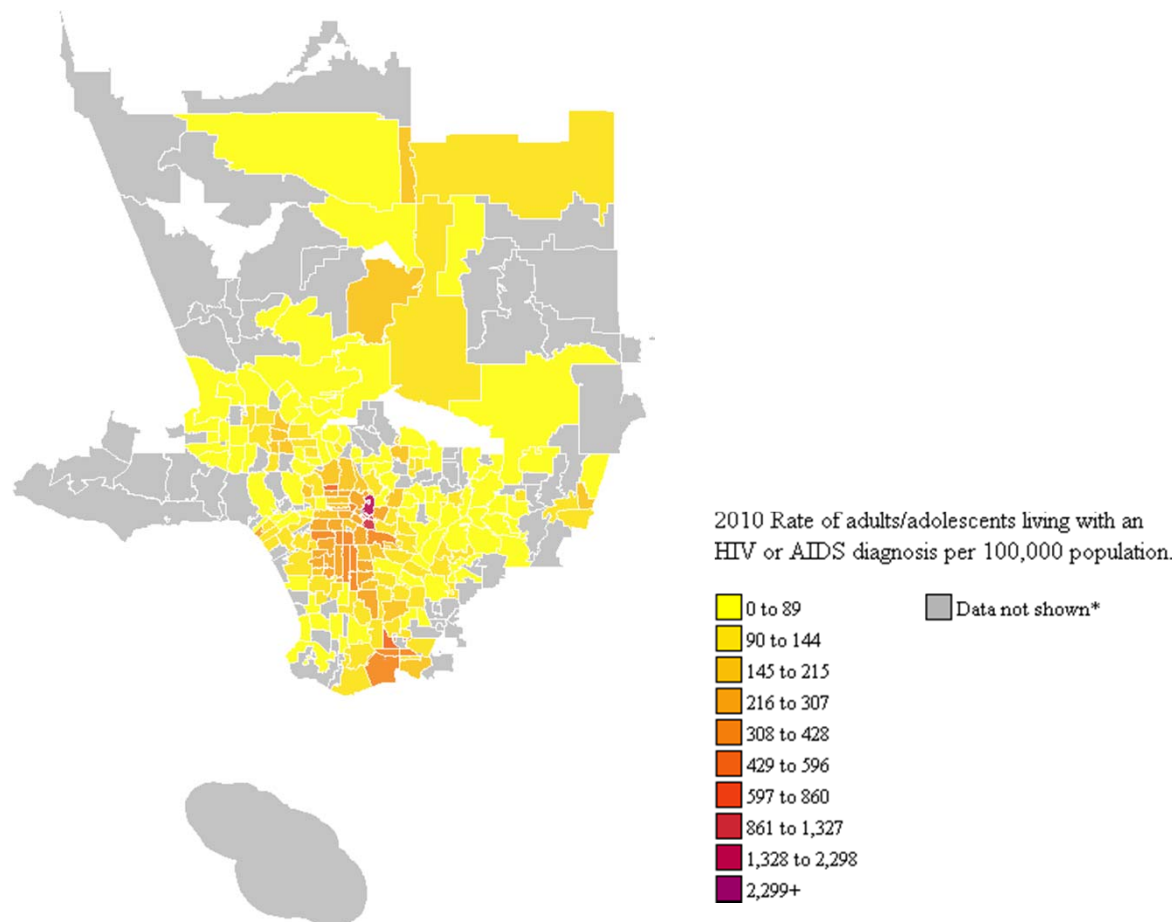 2010 Rate of adults/adolescents living with an
HIV or AIDS diagnosis per 100,000 population.
0 to 89
Data not shown*
90 to 144
145 to 215
216 to 307
308 to 428
429 to 596
597 to 860
861 to 1,327
1,328 to 2,298
2,299+